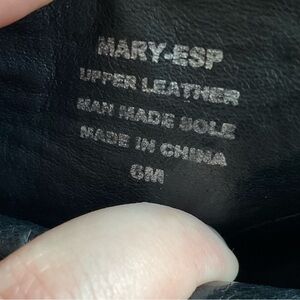 MARY-ESP
UPPER LEATHER
MAN MADE SOLE
MADE IN CHINA
6M